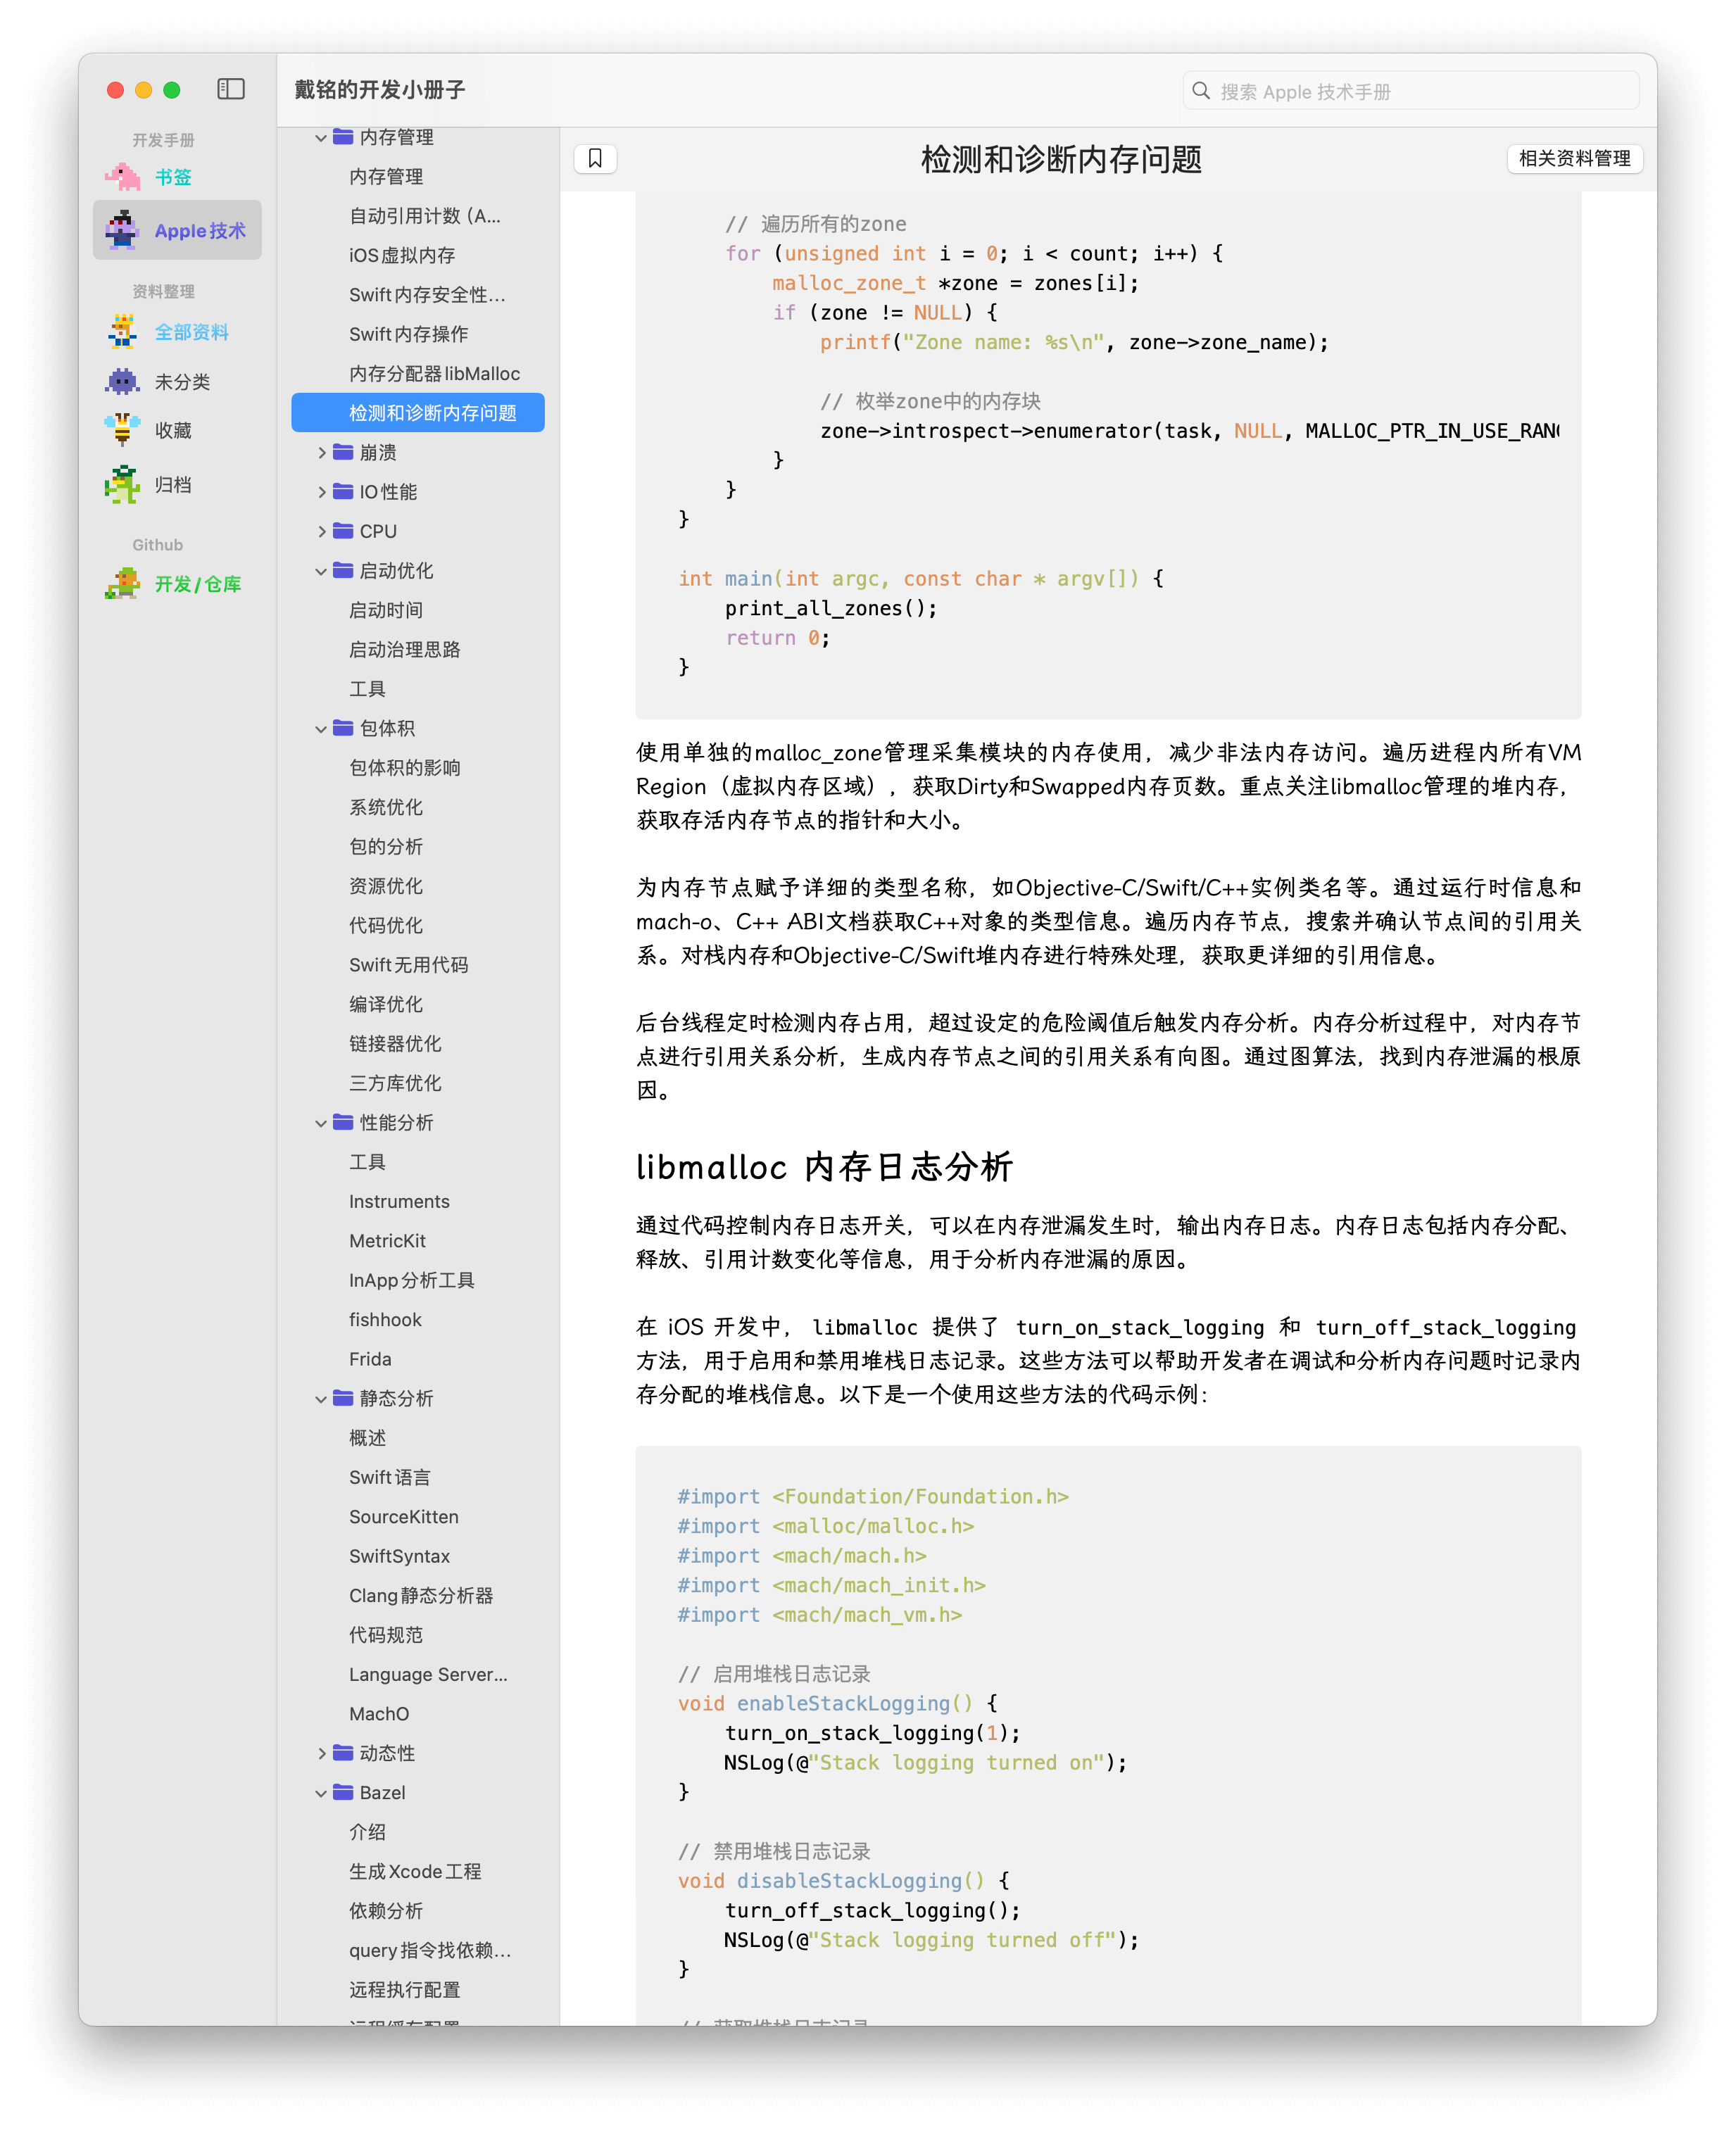 戴铭的开发小册子
搜索 Apple 技术手册
开发手册
书签
Apple技术
资料整理
全部资料
未分类
收藏
归档
Github
开发/仓库
内存管理
内存管理
自动引用计数（A...
iOS虚拟内存
Swift内存安全性...
Swift内存操作
内存分配器libMalloc
检测和诊断内存问题
崩溃
IO性能
CPU
启动优化
启动时间
启动治理思路
工具
包体积
包体积的影响
系统优化
包的分析
资源优化
代码优化
Swift无用代码
编译优化
链接器优化
三方库优化
性能分析
工具
Instruments
MetricKit
InApp分析工具
fishhook
Frida
静态分析
概述
Swift语言
SourceKitten
SwiftSyntax
Clang静态分析器
代码规范
Language Server...
MachO
动态性
Bazel
介绍
生成Xcode工程
依赖分析
query指令找依赖...
远程执行配置
远程缓存配置
检测和诊断内存问题
相关资料管理
// 遍历所有的zone
for (unsigned int i = 0; i < count; i++) {
malloc_zone_t *zone = zones[i];
if (zone != NULL) {
printf("Zone name: %s\n", zone->zone_name);
// 枚举zone中的内存块
zone->introspect->enumerator(task, NULL, MALLOC_PTR_IN_USE_RANG
}
}
}
int main(int argc, const char * argv[]) {
print_all_zones();
return 0;
}
使用单独的malloc_zone管理采集模块的内存使用，减少非法内存访问。遍历进程内所有VM
Region（虚拟内存区域），获取Dirty和Swapped内存页数。重点关注libmalloc管理的堆内存，
获取存活内存节点的指针和大小。
为内存节点赋予详细的类型名称，如Objective-C/Swift/C++实例类名等。通过运行时信息和
mach-o、C++ ABI文档获取C++对象的类型信息。遍历内存节点，搜索并确认节点间的引用关
系。对栈内存和Objective-C/Swift堆内存进行特殊处理，获取更详细的引用信息。
后台线程定时检测内存占用，超过设定的危险阈值后触发内存分析。内存分析过程中，对内存节
点进行引用关系分析，生成内存节点之间的引用关系有向图。通过图算法，找到内存泄漏的根原
因。
libmalloc 内存日志分析
通过代码控制内存日志开关，可以在内存泄漏发生时，输出内存日志。内存日志包括内存分配、
释放、引用计数变化等信息，用于分析内存泄漏的原因。
在 iOS 开发中， libmalloc 提供了 turn_on_stack_logging 和 turn_off_stack_logging
方法，用于启用和禁用堆栈日志记录。这些方法可以帮助开发者在调试和分析内存问题时记录内
存分配的堆栈信息。以下是一个使用这些方法的代码示例：
#import <Foundation/Foundation.h>
#import <malloc/malloc.h>
#import <mach/mach.h>
#import <mach/mach_init.h>
#import <mach/mach_vm.h>
// 启用堆栈日志记录
void enableStackLogging() {
turn_on_stack_logging(1);
NSLog(@"Stack logging turned on");
}
// 禁用堆栈日志记录
void disableStackLogging() {
turn_off_stack_logging();
NSLog(@"Stack logging turned off");
}
// 获取堆栈日志记录